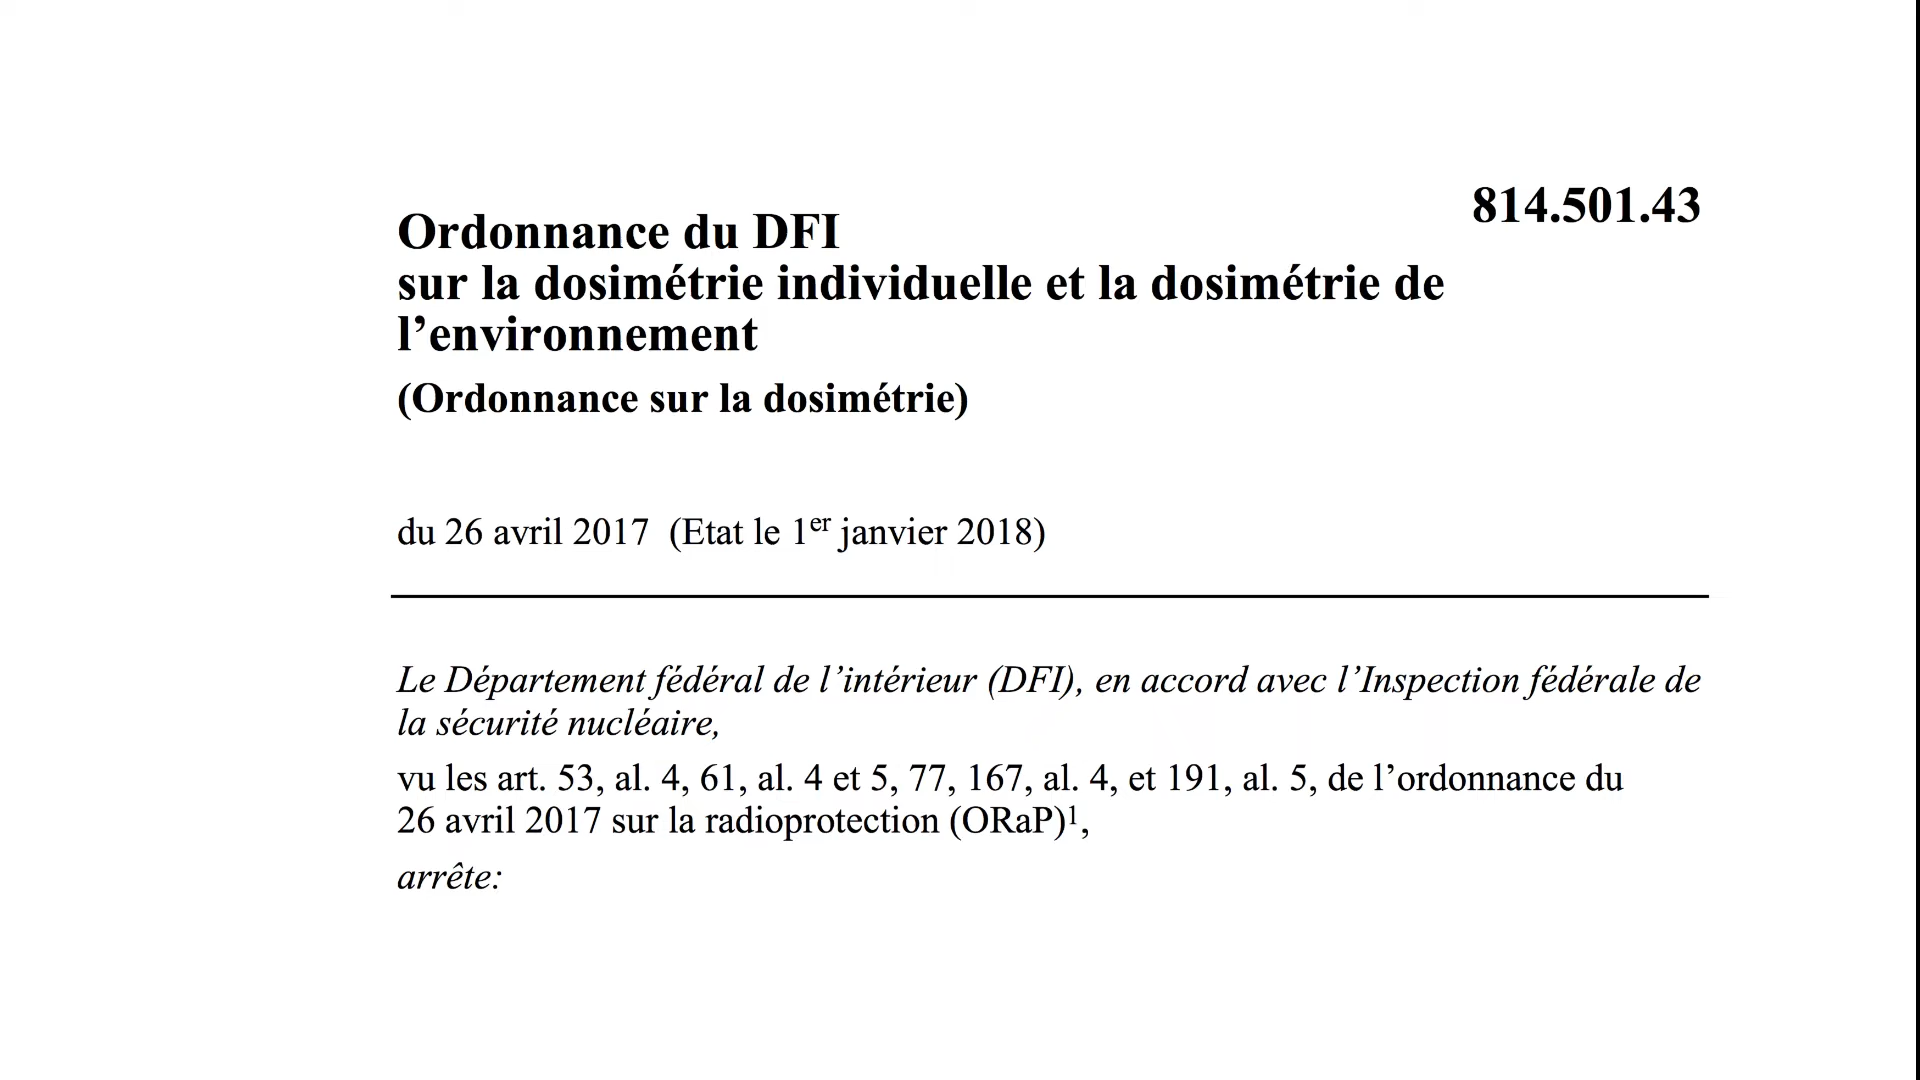 814.501.43
Ordonnance du DFI
sur la dosimétrie individuelle et la dosimétrie de
l’environnement
(Ordonnance sur la dosimétrie)
du 26 avril 2017 (Etat le 1er janvier 2018)
Le Département fédéral de l’intérieur (DFI), en accord avec l’Inspection fédérale de
la sécurité nucléaire,
vu les art. 53, al. 4, 61, al. 4 et 5, 77, 167, al. 4, et 191, al. 5, de l’ordonnance du
26 avril 2017 sur la radioprotection (ORaP)1,
arrête: